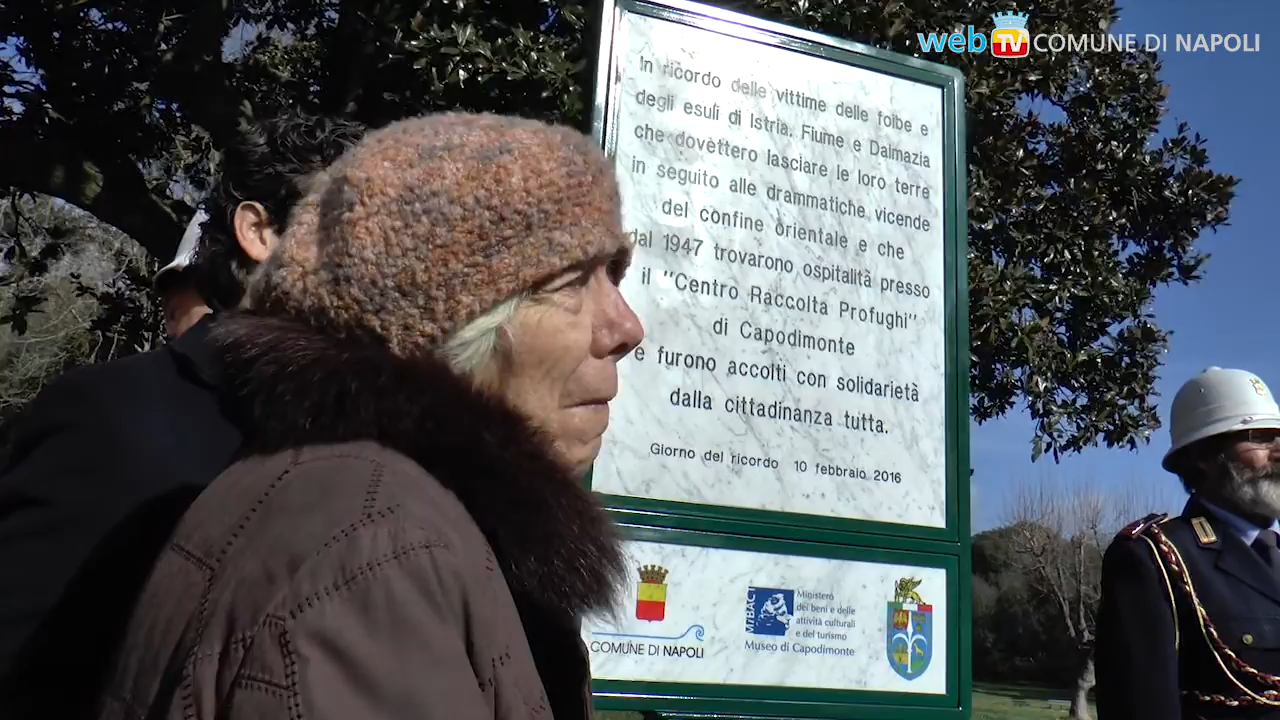 web TV COMUNE DI NAPOLI
In ricordo delle vittime delle foibe e
degli esuli di Istria, Fiume e Dalmazia
che dovèttero lasciare le loro terre
in seguito alle drammatiche vicende
del confine orientale e che
dal 1947 trovarono ospitalità presso
il "Centro Raccolta Profughi"
di Capodimonte
e furono accolti con solidarietà
dalla cittadinanza tutta.
Giorno del ricordo 10 febbraio 2016
COMUNE DI NAPOLI
MiBACT
Ministero
dei beni e delle
attività culturali
e del turismo
Museo di Capodimonte